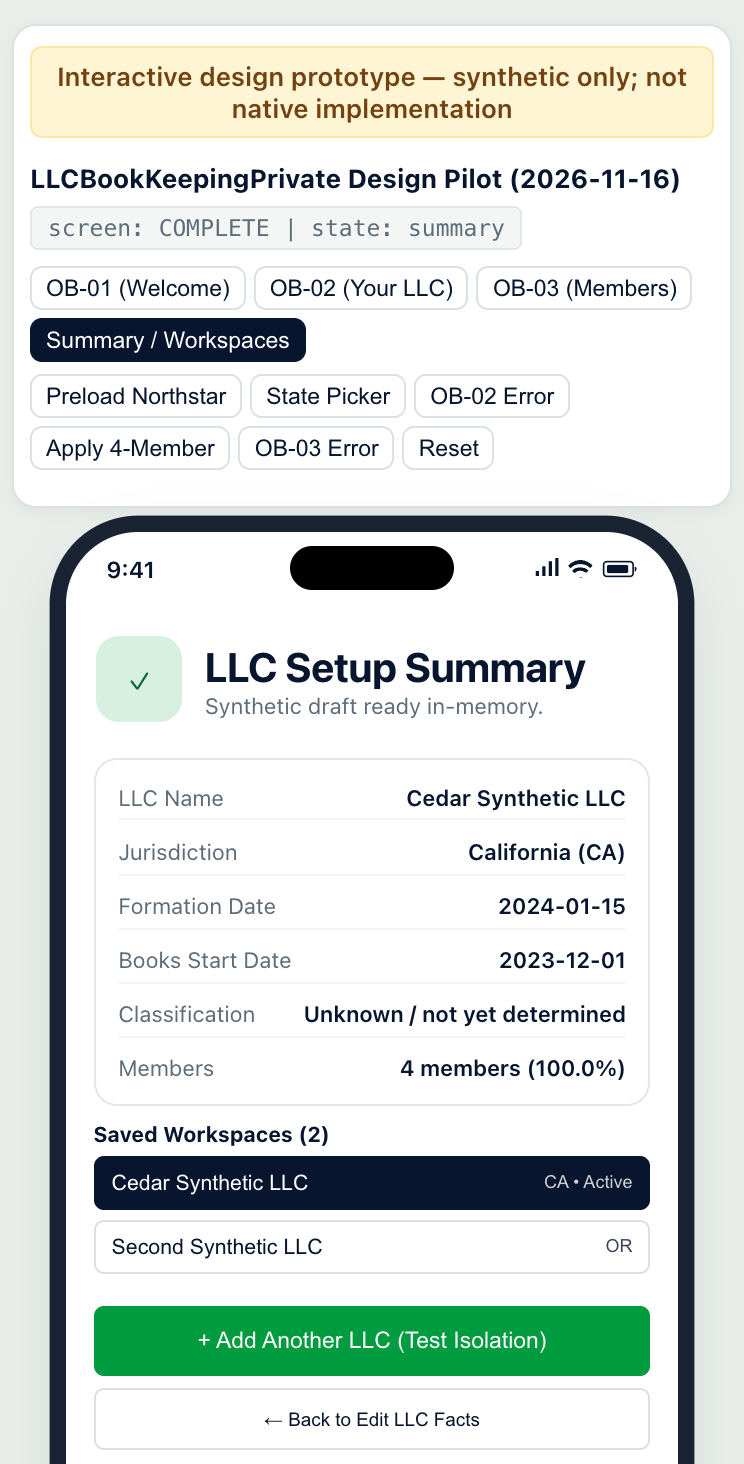 Interactive design prototype — synthetic only; not
native implementation
LLCBookKeepingPrivate Design Pilot (2026-11-16)
screen: COMPLETE | state: summary
OB-01 (Welcome)
OB-02 (Your LLC)
OB-03 (Members)
Summary / Workspaces
Preload Northstar
State Picker
OB-02 Error
Apply 4-Member
OB-03 Error
Reset
9:41
✓
LLC Setup Summary
Synthetic draft ready in-memory.
LLC Name Cedar Synthetic LLC
Jurisdiction California (CA)
Formation Date 2024-01-15
Books Start Date 2023-12-01
Classification Unknown / not yet determined
Members 4 members (100.0%)
Saved Workspaces (2)
Cedar Synthetic LLC CA • Active
Second Synthetic LLC OR
+ Add Another LLC (Test Isolation)
← Back to Edit LLC Facts